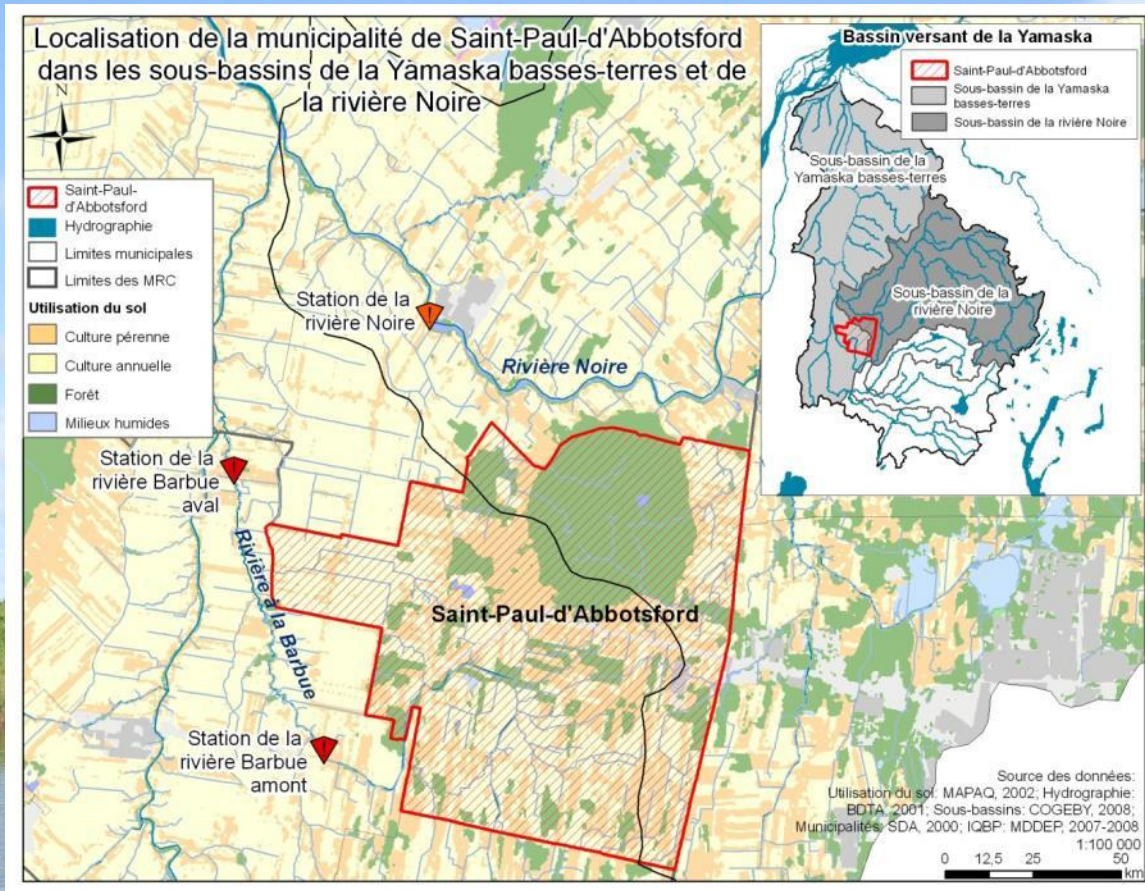 Localisation de la municipalité de Saint-Paul-d'Abbotsford
dans les sous-bassins de la Yamaska basses-terres et de
la rivière Noire
N
Saint-Paul-
d'Abbotsford
Hydrographie
Limites municipales
Limites des MRC
Utilisation du sol
Culture pérenne
Culture annuelle
Forêt
Milieux humides
Bassin versant de la Yamaska
Saint-Paul-d'Abbotsford
Sous-bassin de la Yamaska
basses-terres
Sous-bassin de la rivière Noire
Sous-bassin de la
Yamaska basses-terres
Sous-bassin de la
rivière Noire
Station de la
rivière Noire
!
Rivière Noire
Station de la
rivière Barbue
aval
!
Rivière à la Barbue
Saint-Paul-d'Abbotsford
Station de la
rivière Barbue
amont
!
Source des données:
Utilisation du sol: MAPAQ, 2002; Hydrographie:
BDTA, 2001; Sous-bassins: COGEBY, 2008;
Municipalités: SDA, 2000; IQBP: MDDEP, 2007-2008
1:100 000
0 12,5 25 50
km